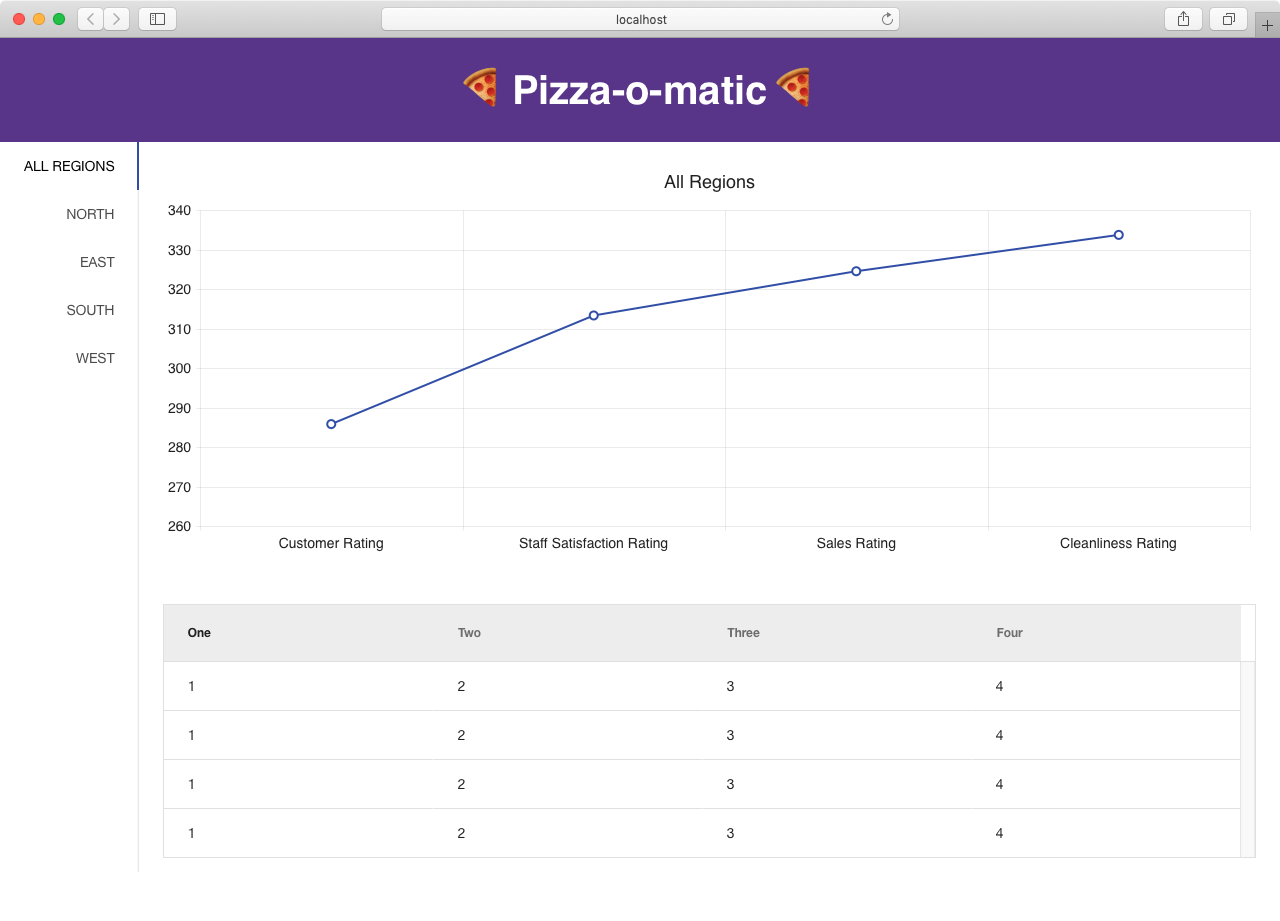 localhost
🍕 Pizza-o-matic 🍕
ALL REGIONS
NORTH
EAST
SOUTH
WEST
All Regions
340
330
320
310
300
290
280
270
260
Customer Rating Staff Satisfaction Rating Sales Rating Cleanliness Rating
One Two Three Four
1 2 3 4
1 2 3 4
1 2 3 4
1 2 3 4